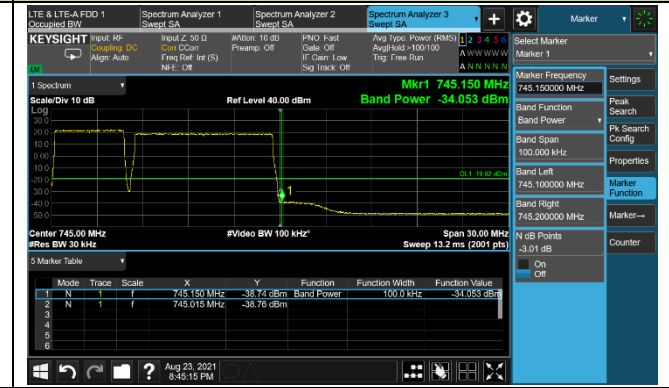 LTE & LTE-A FDD 1
Occupied BW
Spectrum Analyzer 1
Swept SA
Spectrum Analyzer 2
Swept SA
Spectrum Analyzer 3
Swept SA
Marker
KEYSIGHT
Input: RF
Coupling: DC
Align: Auto
Input Z: 50 Ω
Corr CCorr
Freq Ref: Int (S)
NFE: Off
#Atten: 10 dB
Preamp: Off
PNO: Fast
Gate: Off
IF Gain: Low
Sig Track: Off
Avg Type: Power (RMS)
Avg|Hold:>100/100
Trig: Free Run
1 2 3 4 5 6
A W W W W W
A N N N N N
LXI
1 Spectrum
Scale/Div 10 dB
Log
Ref Level 40.00 dBm
Mkr1 745.150 MHz
Band Power -34.053 dBm
30.0
20.0
10.0
0.00
-10.0
-20.0
-30.0
-40.0
-50.0
1
Center 745.00 MHz
#Res BW 30 kHz
#Video BW 100 kHz*
Span 30.00 MHz
Sweep 13.2 ms (2001 pts)
5 Marker Table
Mode Trace Scale X Y Function Function Width Function Value
1 N 1 f 745.150 MHz -38.74 dBm Band Power 100.0 kHz -34.053 dBm
2 N 1 f 745.015 MHz -38.76 dBm
3
4
5
6
Aug 23, 2021
8:45:15 PM
Select Marker
Marker 1
Marker Frequency
745.150000 MHz
Band Function
Band Power
Band Span
100.000 kHz
Band Left
745.100000 MHz
Band Right
745.200000 MHz
N dB Points
-3.01 dB
On
Off
Settings
Peak
Search
Pk Search
Config
Properties
Marker
Function
Marker→
Counter